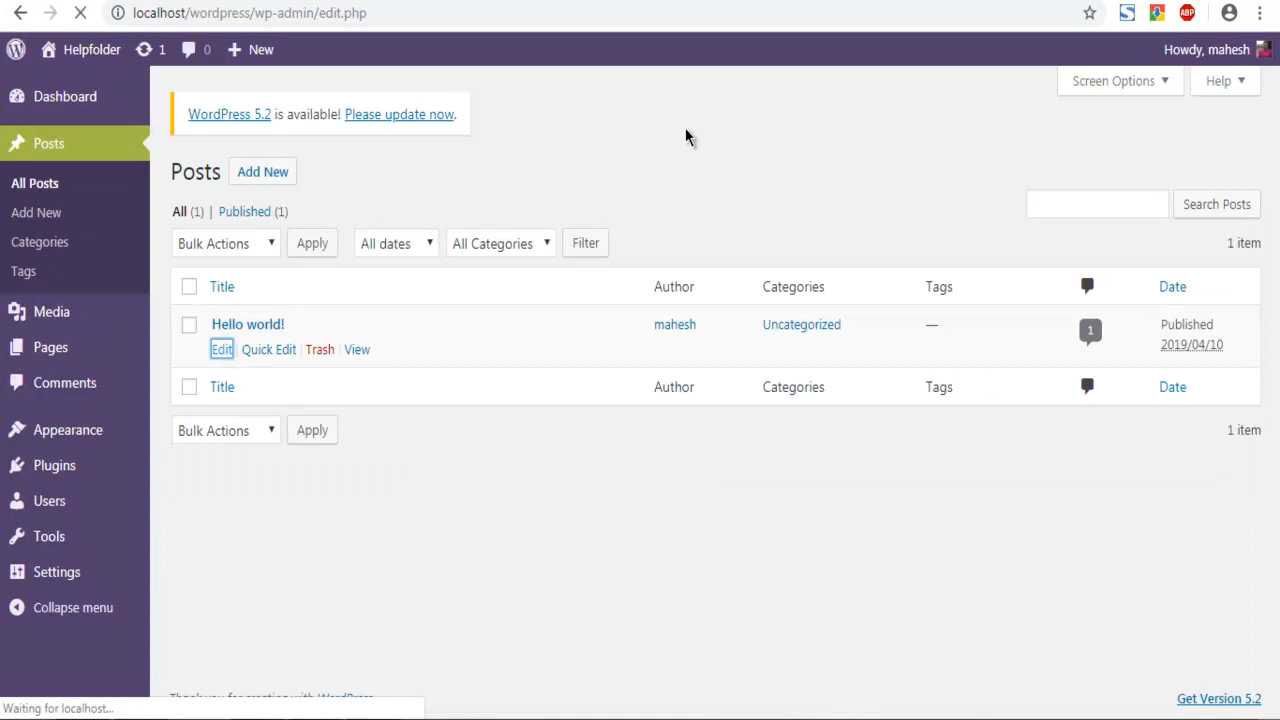 localhost/wordpress/wp-admin/edit.php
ABP
Helpfolder 1 0 New Howdy, mahesh
Screen Options Help
Dashboard
Posts
All Posts
Add New
Categories
Tags
Media
Pages
Comments
Appearance
Plugins
Users
Tools
Settings
Collapse menu
WordPress 5.2 is available! Please update now.
Posts Add New
All (1) | Published (1)
Search Posts
Bulk Actions Apply All dates All Categories Filter 1 item
Title Author Categories Tags Date
Hello world! mahesh Uncategorized — 1 Published
2019/04/10
Edit | Quick Edit | Trash | View
Title Author Categories Tags Date
Bulk Actions Apply 1 item
Thank you for creating with WordPress
Get Version 5.2
Waiting for localhost...